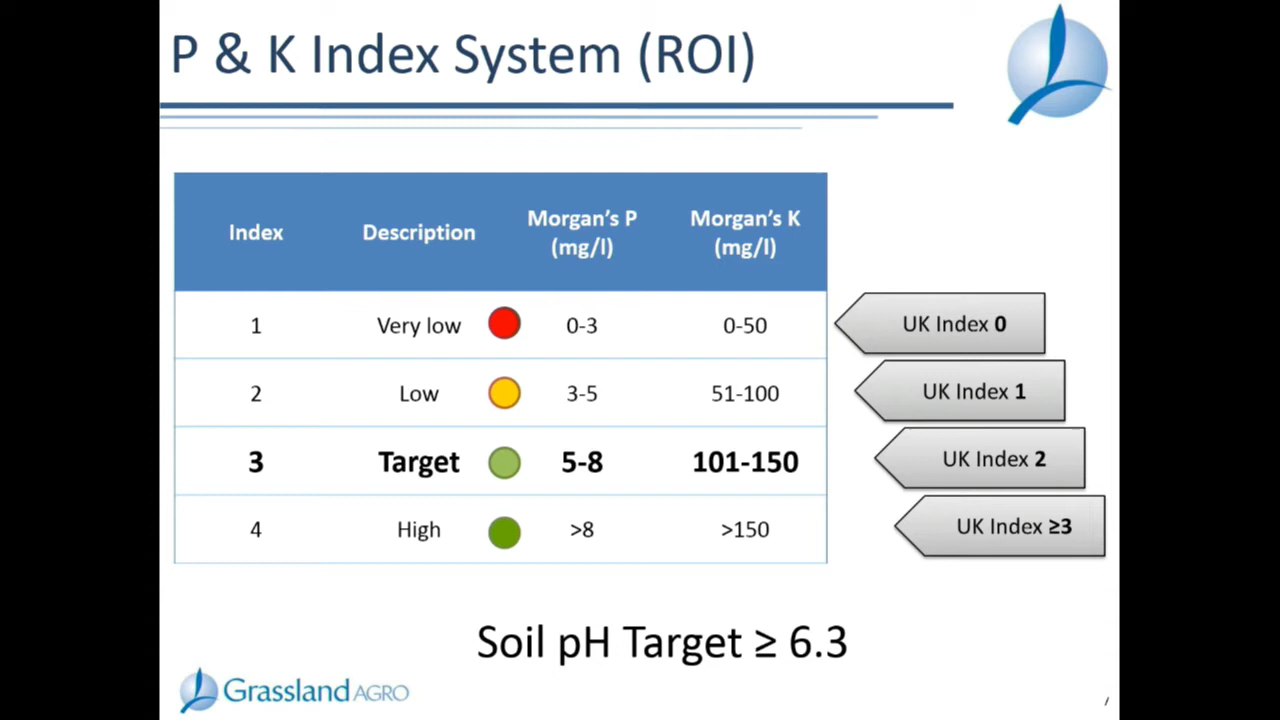 P & K Index System (ROI)
Index Description Morgan's P (mg/l) Morgan's K (mg/l)
1 Very low 0-3 0-50 UK Index 0
2 Low 3-5 51-100 UK Index 1
3 Target 5-8 101-150 UK Index 2
4 High >8 >150 UK Index ≥3
Soil pH Target ≥ 6.3
Grassland AGRO